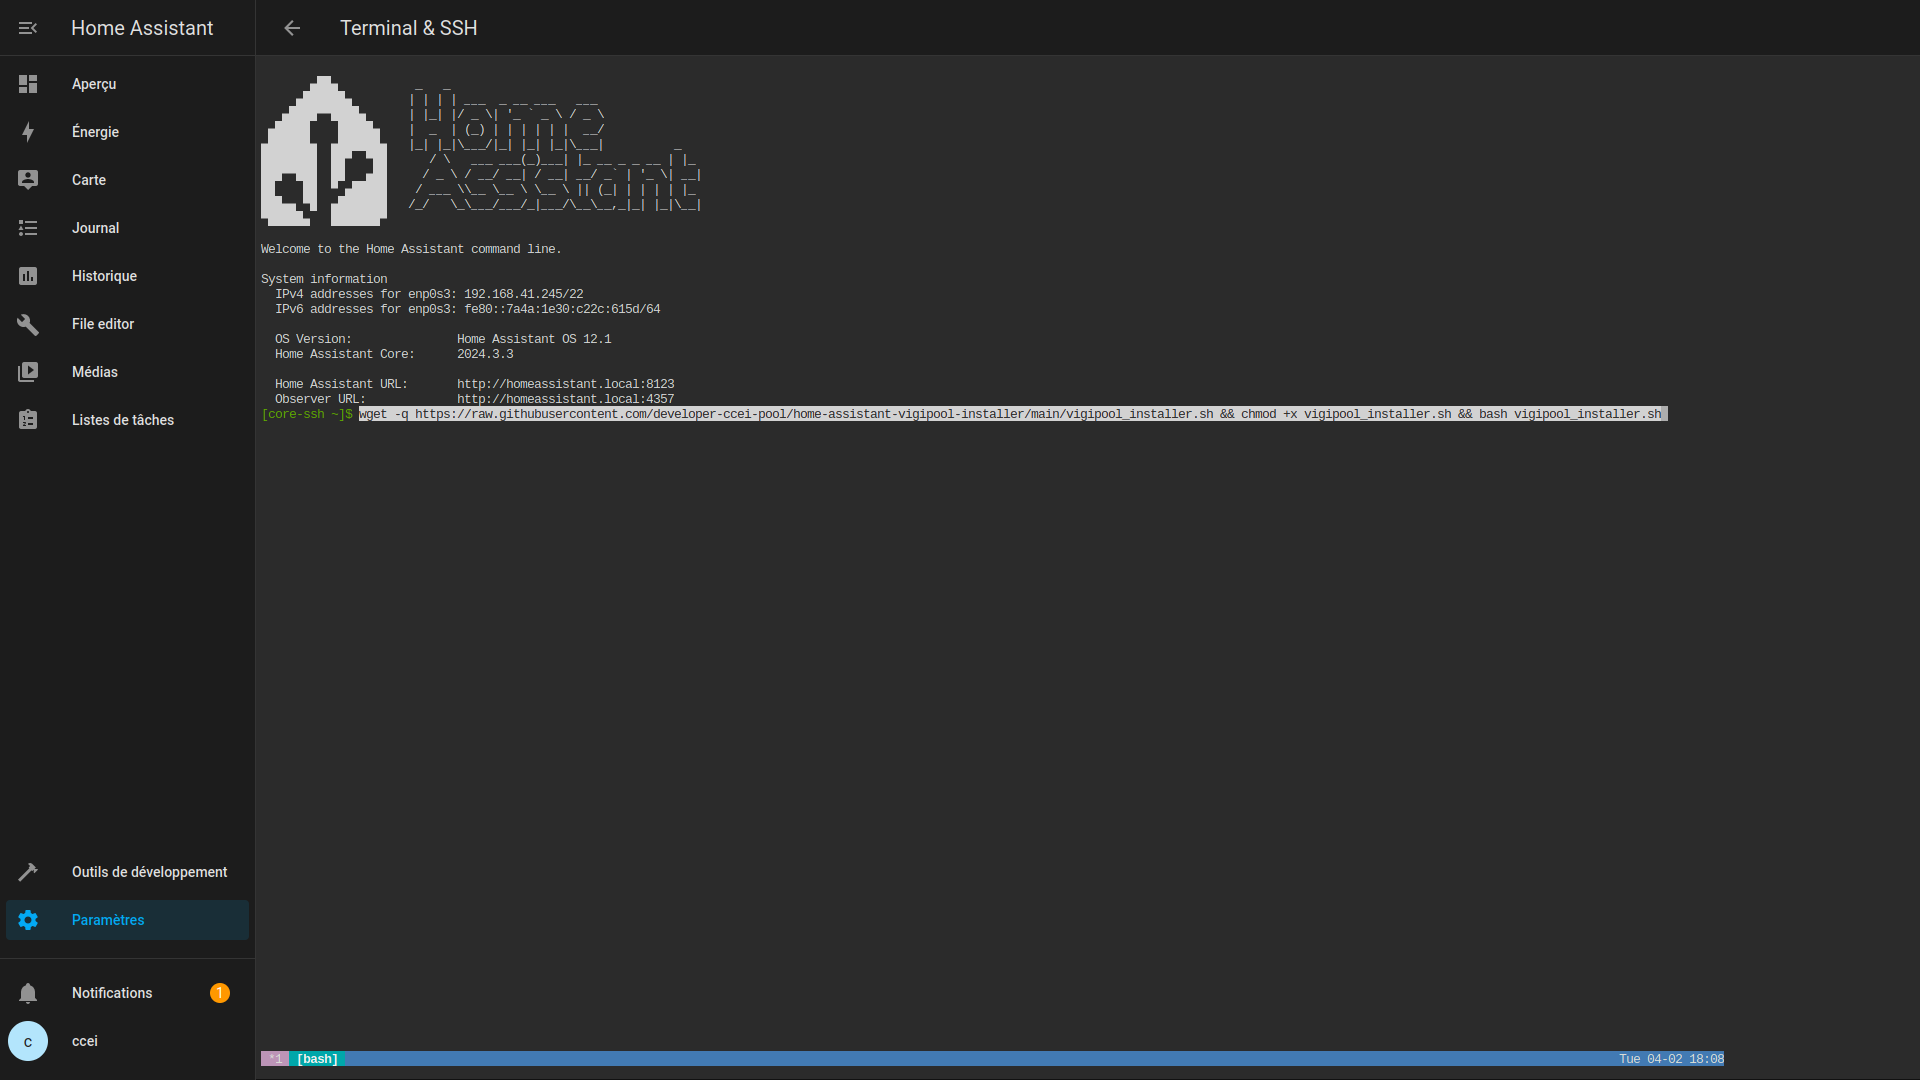 Home Assistant
Terminal & SSH
Aperçu
Énergie
Carte
Journal
Historique
File editor
Médias
Listes de tâches
Outils de développement
Paramètres
Notifications 1
c ccei
Home
Assistant
Welcome to the Home Assistant command line.
System information
IPv4 addresses for enp0s3: 192.168.41.245/22
IPv6 addresses for enp0s3: fe80::7a4a:1e30:c22c:615d/64
OS Version: Home Assistant OS 12.1
Home Assistant Core: 2024.3.3
Home Assistant URL: http://homeassistant.local:8123
Observer URL: http://homeassistant.local:4357
[core-ssh ~]$ wget -q https://raw.githubusercontent.com/developer-ccei-pool/home-assistant-vigipool-installer/main/vigipool_installer.sh && chmod +x vigipool_installer.sh && bash vigipool_installer.sh
*1 [bash] Tue 04-02 18:08